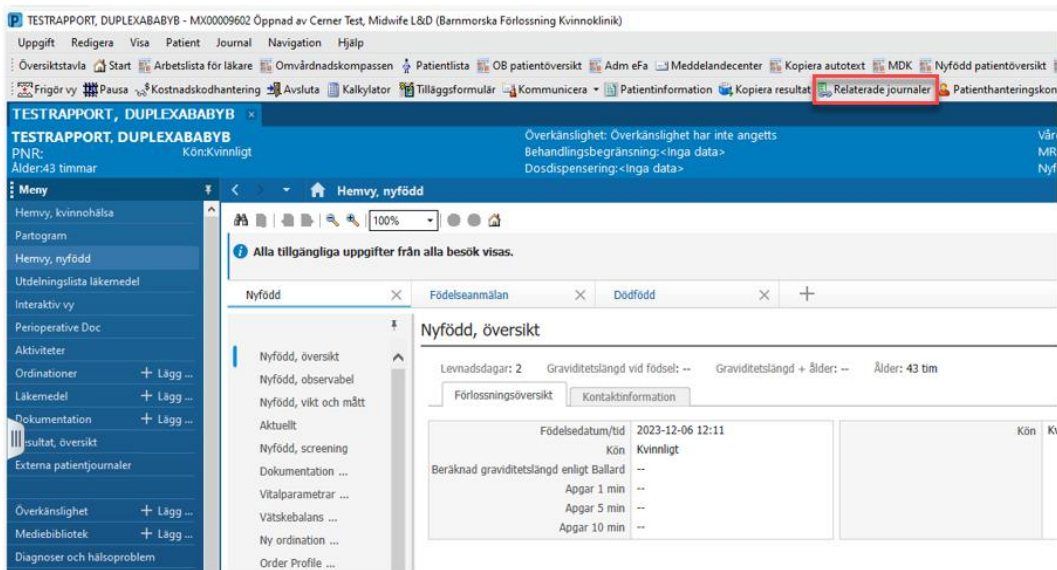 TESTRAPPORT, DUPLEXABABYB - MX00009602 Öppnad av Cerner Test, Midwife L&D (Barnmorska Förlossning Kvinnoklinik)
Uppgift Redigera Visa Patient Journal Navigation Hjälp
Översiktstavla Start Arbetslista för läkare Omvårdnadskompassen Patientlista OB patientöversikt Adm eFa Meddelandecenter Kopiera autotext MDK Nyfödd patientöversikt
Frigör vy Pausa Kostnadskodhantering Avsluta Kalkylator Tilläggsformulär Kommunicera Patientinformation Kopiera resultat Relaterade journaler Patienthanteringskon
TESTRAPPORT, DUPLEXABABYB
TESTRAPPORT, DUPLEXABABYB
Överkänslighet: Överkänslighet har inte angetts
PNR: Kön:Kvinnligt
Behandlingsbegränsning:<Inga data>
MR
Ålder:43 timmar
Dosdispensering:<Inga data>
Nyf
Meny
Hemvy, nyfödd
Hemvy, kvinnohälsa
Partogram
Hemvy, nyfödd
Utdelningslista läkemedel
Interaktiv vy
Perioperative Doc
Aktiviteter
Ordinationer + Lägg ...
Läkemedel + Lägg ...
Dokumentation + Lägg ...
sultat, översikt
Externa patientjournaler
Överkänslighet + Lägg ...
Mediebibliotek + Lägg ...
Diagnoser och hälsoproblem
100%
Alla tillgängliga uppgifter från alla besök visas.
Nyfödd Födelseanmälan Dödfödd
Nyfödd, översikt
Nyfödd, observabel
Nyfödd, vikt och mått
Aktuellt
Nyfödd, screening
Dokumentation ...
Vitalparametrar ...
Vätskebalans ...
Ny ordination ...
Order Profile ...
Nyfödd, översikt
Levnadsdagar: 2 Graviditetslängd vid födsel: -- Graviditetslängd + ålder: -- Ålder: 43 tim
Förlossningsöversikt Kontaktinformation
Födelsedatum/tid 2023-12-06 12:11 Kön
Kön Kvinnligt
Beräknad graviditetslängd enligt Ballard --
Apgar 1 min --
Apgar 5 min --
Apgar 10 min --